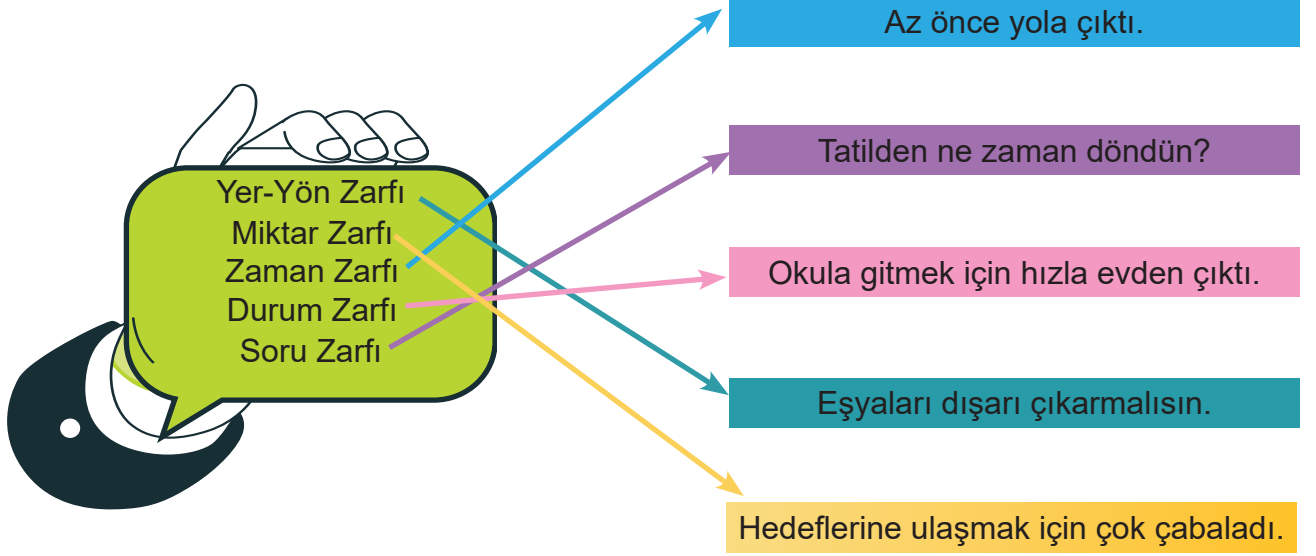 Yer-Yön Zarfı
Miktar Zarfı
Zaman Zarfı
Durum Zarfı
Soru Zarfı
Az önce yola çıktı.
Tatilden ne zaman döndün?
Okula gitmek için hızla evden çıktı.
Eşyaları dışarı çıkarmalısın.
Hedeflerine ulaşmak için çok çabaladı.